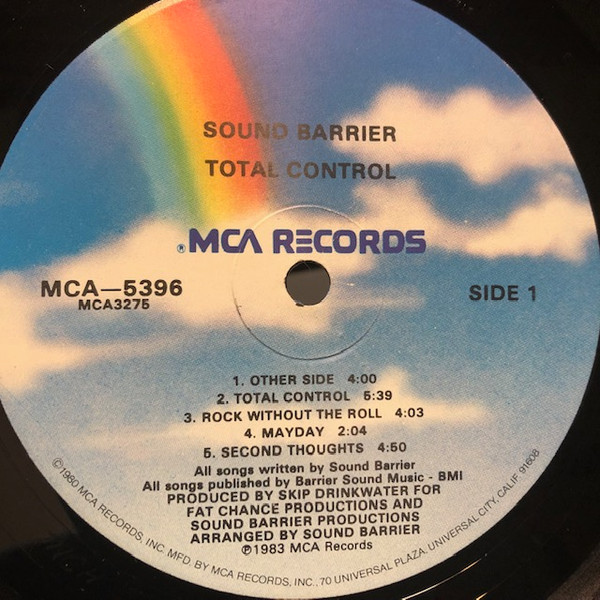 SOUND BARRIER
TOTAL CONTROL
®MCA RECORDS
MCA—5396
MCA3275
SIDE 1
1. OTHER SIDE 4:00
2. TOTAL CONTROL 5:39
3. ROCK WITHOUT THE ROLL 4:03
4. MAYDAY 2:04
5. SECOND THOUGHTS 4:50
All songs written by Sound Barrier
All songs published by Barrier Sound Music - BMI
PRODUCED BY SKIP DRINKWATER FOR
FAT CHANCE PRODUCTIONS AND
SOUND BARRIER PRODUCTIONS
ARRANGED BY SOUND BARRIER
℗1983 MCA Records
©1980 MCA RECORDS, INC. MFD. BY MCA RECORDS, INC., 70 UNIVERSAL PLAZA, UNIVERSAL CITY, CALIF. 91608